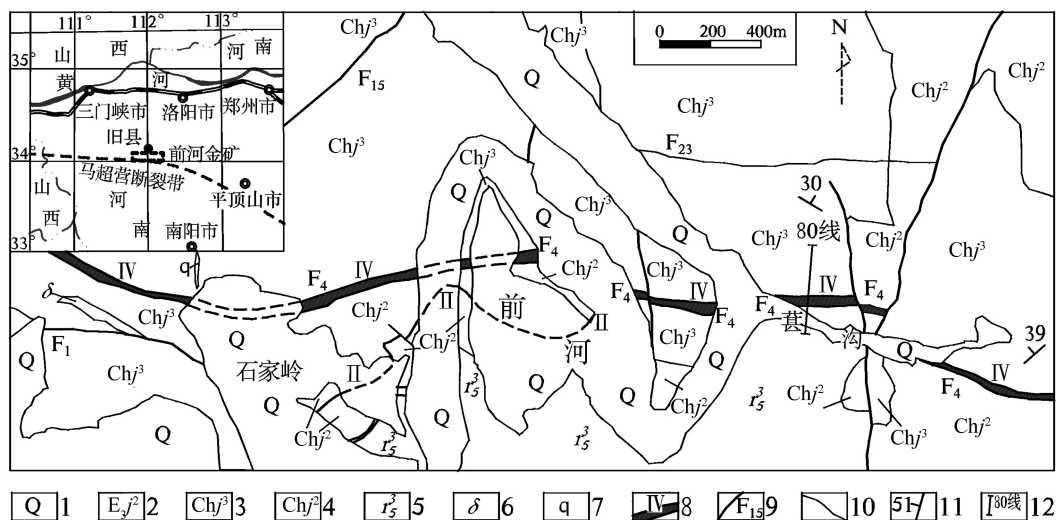 111° 112° 113°
35°
34°
33°
山 西 河 南
黄 河
三门峡市 洛阳市 郑州市
旧县
前河金矿
马超营断裂带
平顶山市
山 河
西 南 南阳市
0 200 400m
N
Chj³ Chj³ Chj² Chj²
F₁₅ Q Chj³
F₂₃
Chj³ Chj³ 30
Q Q Chj³ Q Chj³ 80线 Chj² Chj³
Ⅳ q F₄ Ⅳ F₄ Chj² F₄ Ⅳ F₄ Ⅳ F₄
δ Chj³ Chj³ Ⅱ 前 Ⅱ F₄ 葚 沟
F₁ Q Chj² Chj² 河 Chj³ Q 39
Q Chj³ 石家岭 Ⅱ r₅³ Q Q F₄ Ⅳ
Q Q Chj² r₅³ Chj² r₅³ Chj² Chj²
Q Chj² r₅³ r₅³ Chj³
Q 1 E₃j² 2 Chj³ 3 Chj² 4 r₅³ 5 δ 6 q 7 Ⅳ 8 F₁₅ 9 10 51 11 80线 12